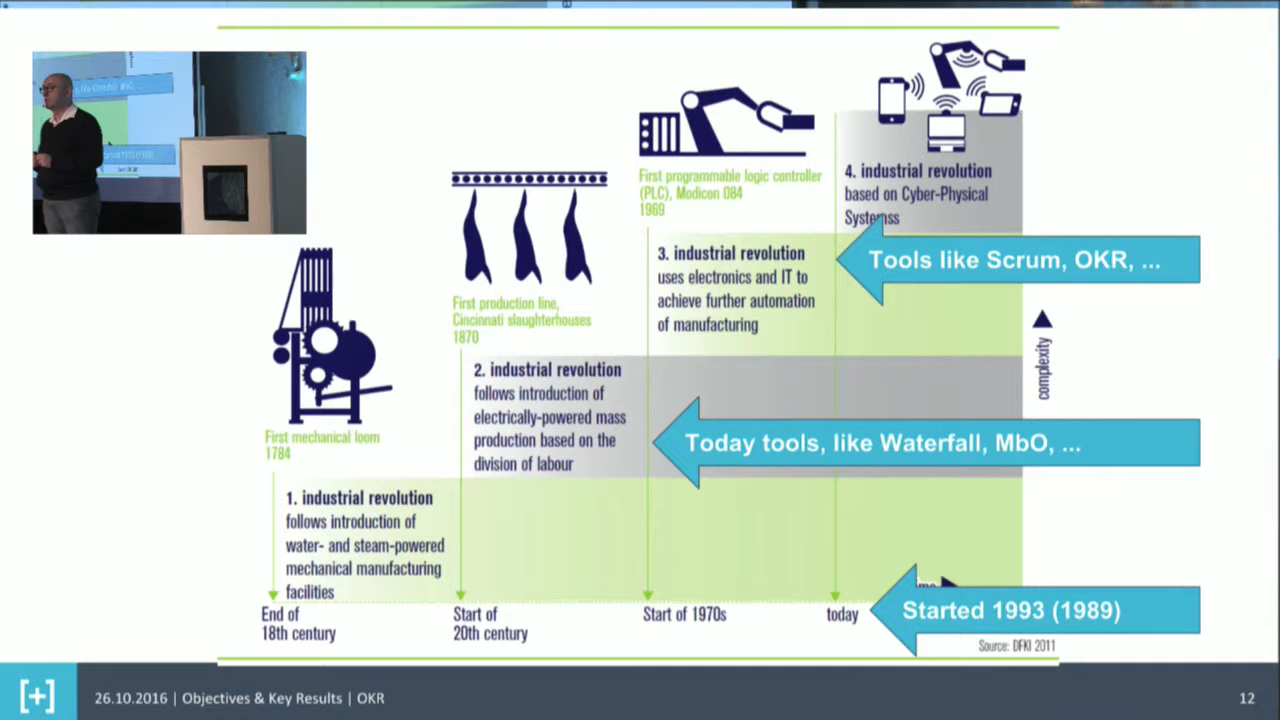 First mechanical loom
1784
First production line,
Cincinnati slaughterhouses
1870
First programmable logic controller
(PLC), Modicon 084
1969
4. industrial revolution
based on Cyber-Physical
Systemss
3. industrial revolution
uses electronics and IT to
achieve further automation
of manufacturing
Tools like Scrum, OKR, ...
2. industrial revolution
follows introduction of
electrically-powered mass
production based on the
division of labour
Today tools, like Waterfall, MbO, ...
complexity
1. industrial revolution
follows introduction of
water- and steam-powered
mechanical manufacturing
facilities
Started 1993 (1989)
End of
18th century
Start of
20th century
Start of 1970s
today
Source: DFKI 2011
[+]
26.10.2016 | Objectives & Key Results | OKR
12